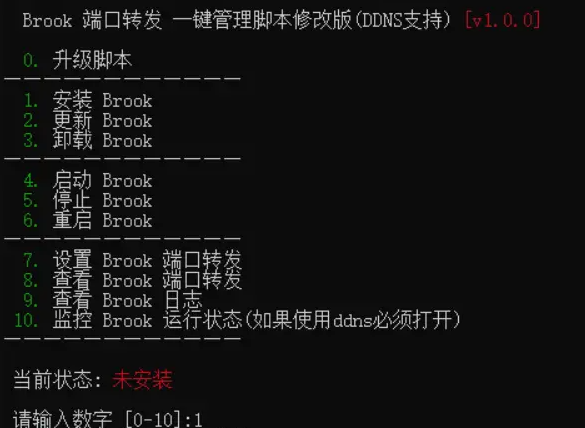 Brook 端口转发 一键管理脚本修改版(DDNS支持) [v1.0.0]
0. 升级脚本
————————————
1. 安装 Brook
2. 更新 Brook
3. 卸载 Brook
————————————
4. 启动 Brook
5. 停止 Brook
6. 重启 Brook
————————————
7. 设置 Brook 端口转发
8. 查看 Brook 端口转发
9. 查看 Brook 日志
10. 监控 Brook 运行状态(如果使用ddns必须打开)
————————————
当前状态: 未安装
请输入数字 [0-10]:1